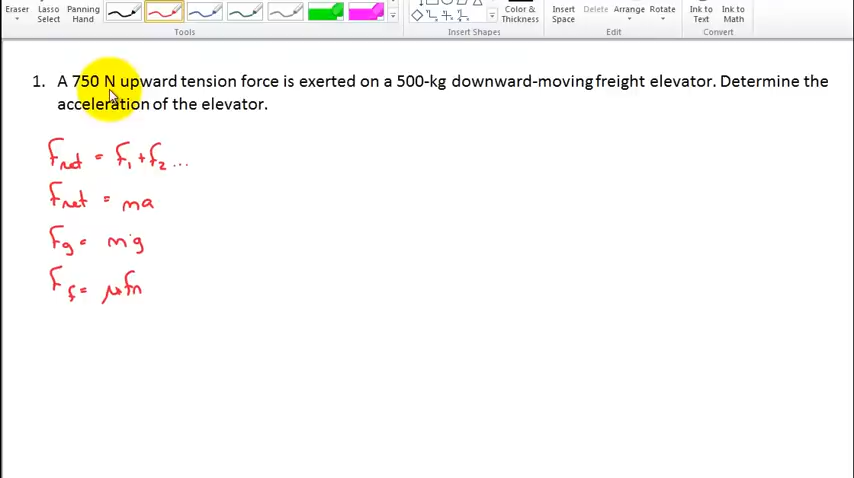 Eraser
Lasso Select
Panning Hand
Color & Thickness
Insert Space
Delete
Arrange
Rotate
Ink to Text
Ink to Math
Tools
Insert Shapes
Edit
Convert
1. A 750 N upward tension force is exerted on a 500-kg downward-moving freight elevator. Determine the
acceleration of the elevator.
Fnet = F₁ + F₂ ...
Fnet = ma
Fg = m·g
Ff = μ·Fn